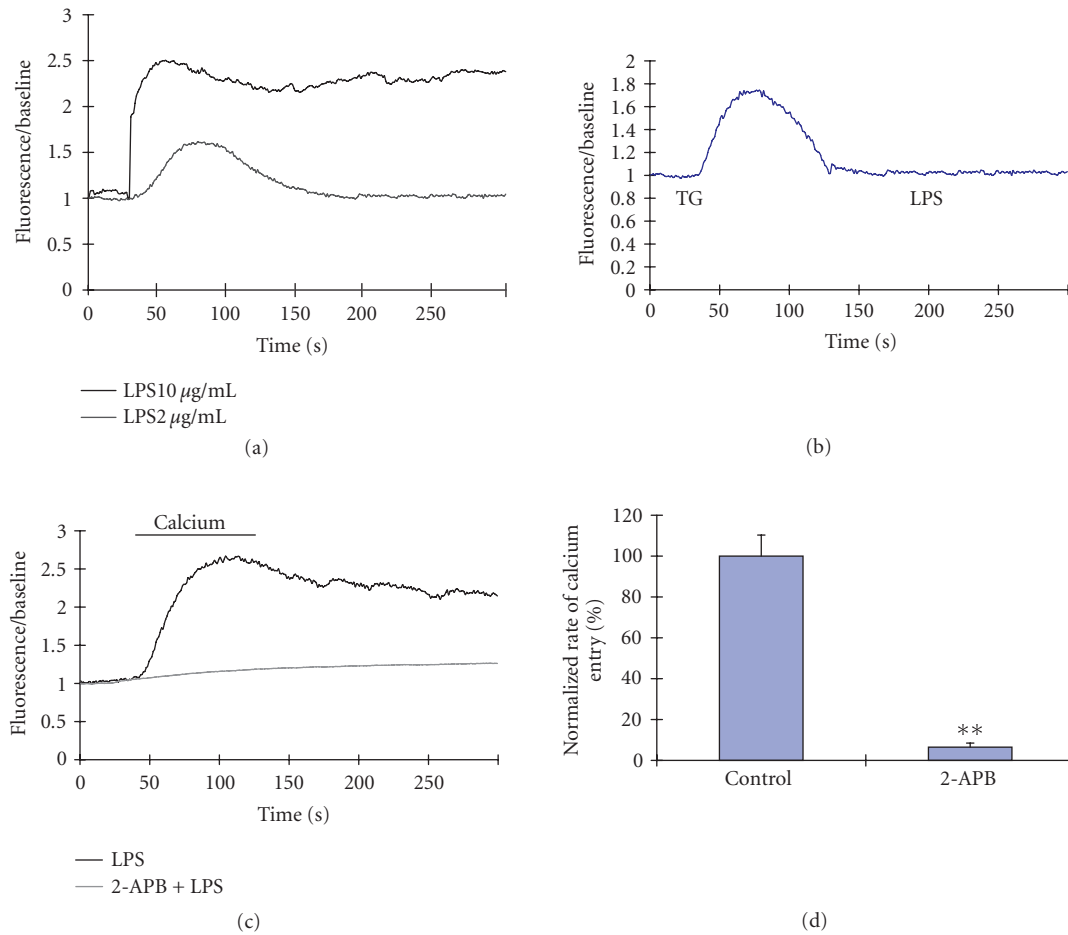 3
2.5
2
1.5
1
0.5
0
Fluorescence/baseline
0 50 100 150 200 250
Time (s)
LPS10 μg/mL
LPS2 μg/mL
(a)
2
1.8
1.6
1.4
1.2
1
0.8
0.6
0.4
0.2
0
Fluorescence/baseline
TG LPS
0 50 100 150 200 250
Time (s)
(b)
Calcium
3
2.5
2
1.5
1
0.5
0
Fluorescence/baseline
0 50 100 150 200 250
Time (s)
LPS
2-APB + LPS
(c)
120
100
80
60
40
20
0
Normalized rate of calcium
entry (%)
**
Control 2-APB
(d)